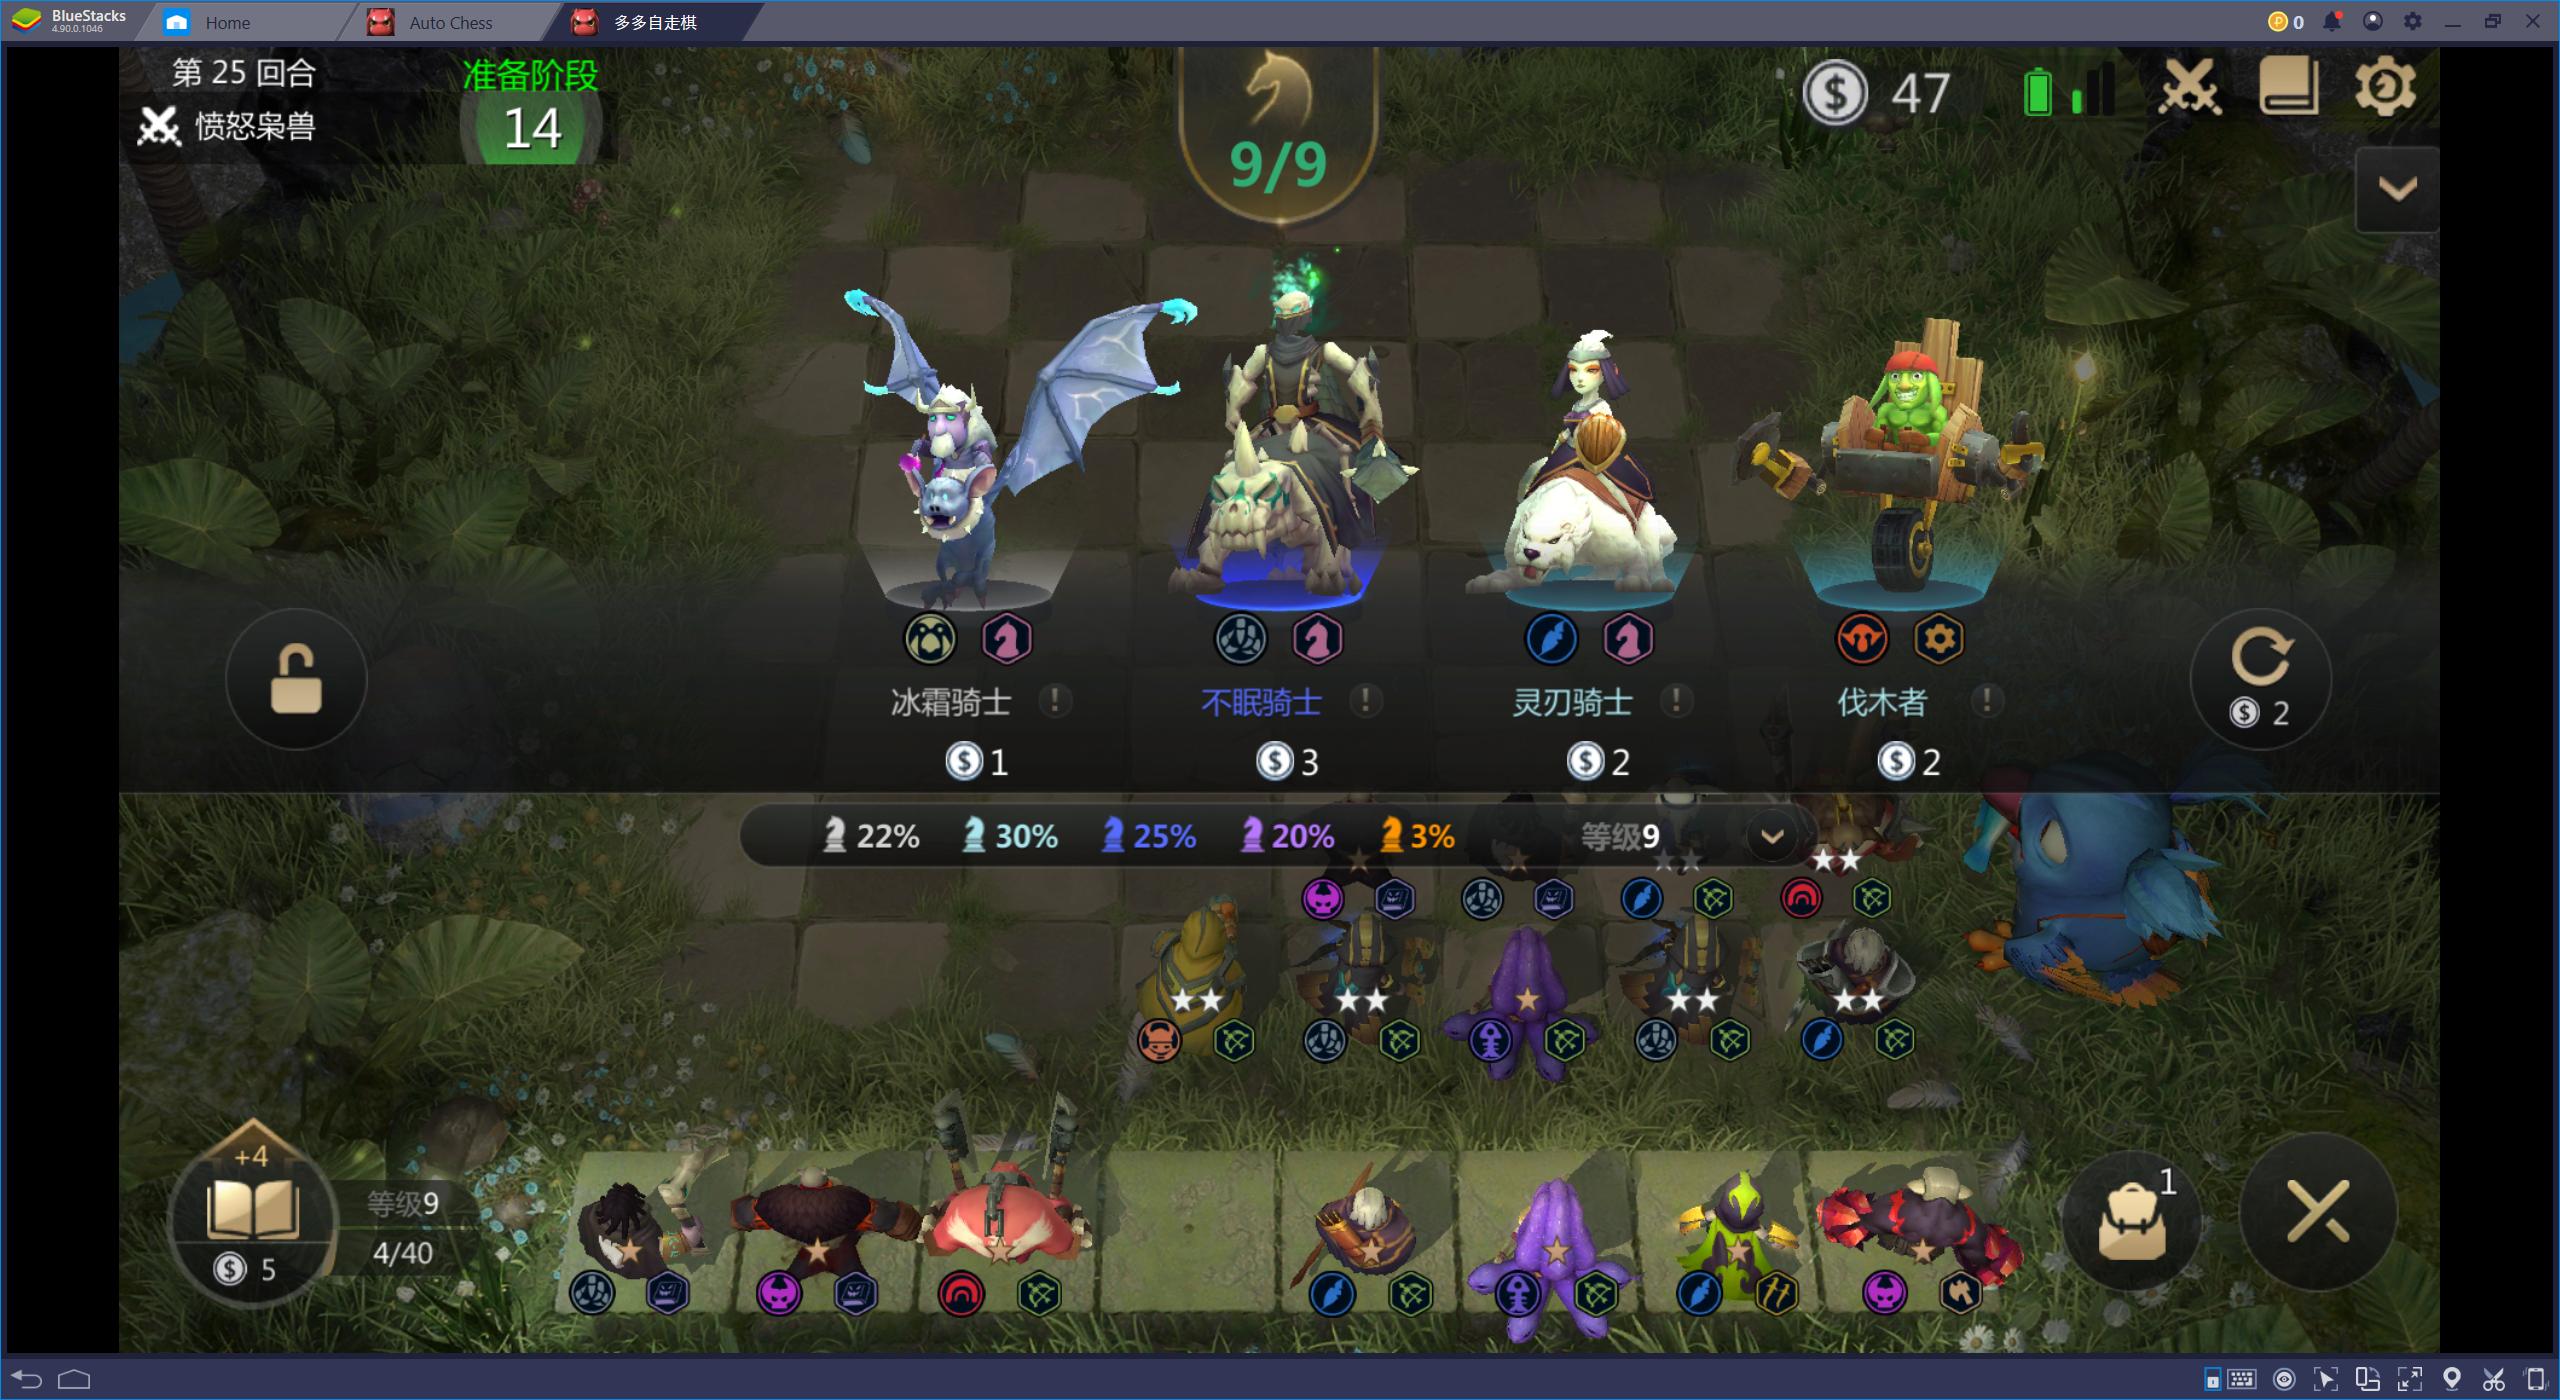 BlueStacks
4.90.0.1046
Home
Auto Chess
多多自走棋
0
第 25 回合
准备阶段
14
愤怒枭兽
9/9
47
冰霜骑士 !
不眠骑士 !
灵刃骑士 !
伐木者 !
1
3
2
2
2
22%
30%
25%
20%
3%
等级9
+4
等级9
4/40
5
1